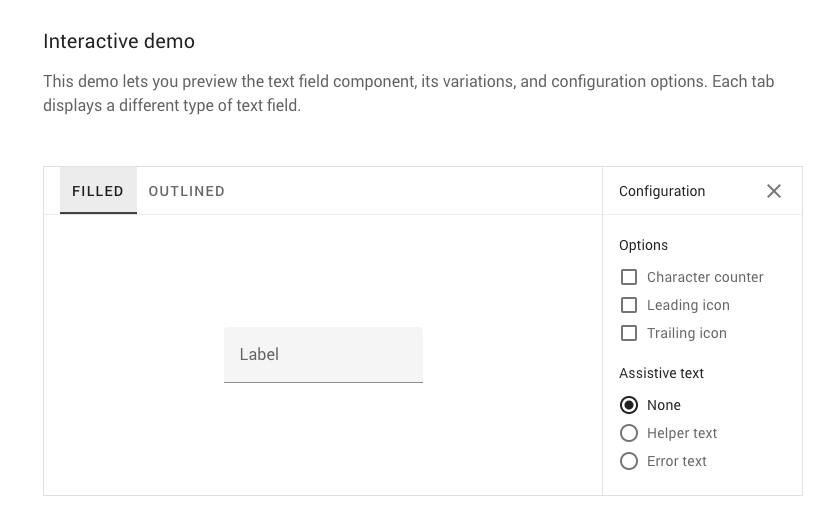 Interactive demo
This demo lets you preview the text field component, its variations, and configuration options. Each tab
displays a different type of text field.
FILLED
OUTLINED
Label
Configuration
Options
Character counter
Leading icon
Trailing icon
Assistive text
None
Helper text
Error text